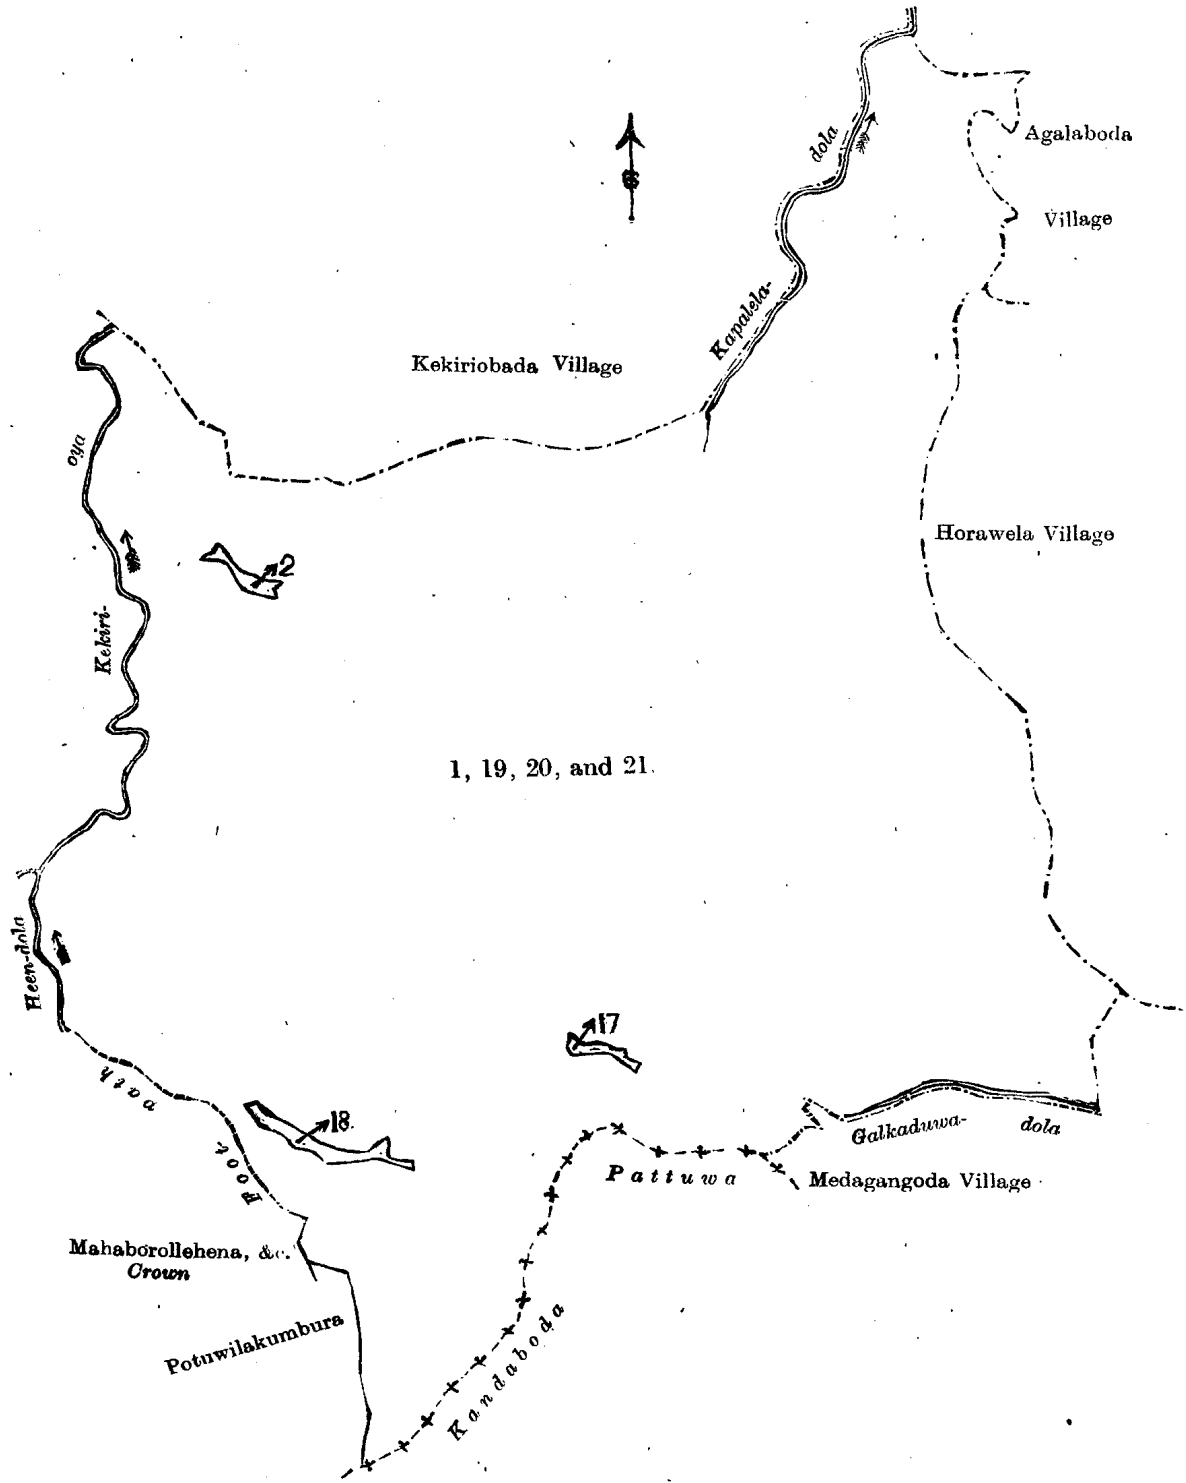 Agalaboda
dola
Village
Kapalela-
Kekiriobada Village
oya
Horawela Village
2
Kekiri-
1, 19, 20, and 21.
Heen-dola
17
path
18.
Galkaduwa-
dola
Foot
Pattuwa
Medagangoda Village
Mahaborollehena, &c.
Crown
Kandaboda
Potuwilakumbura